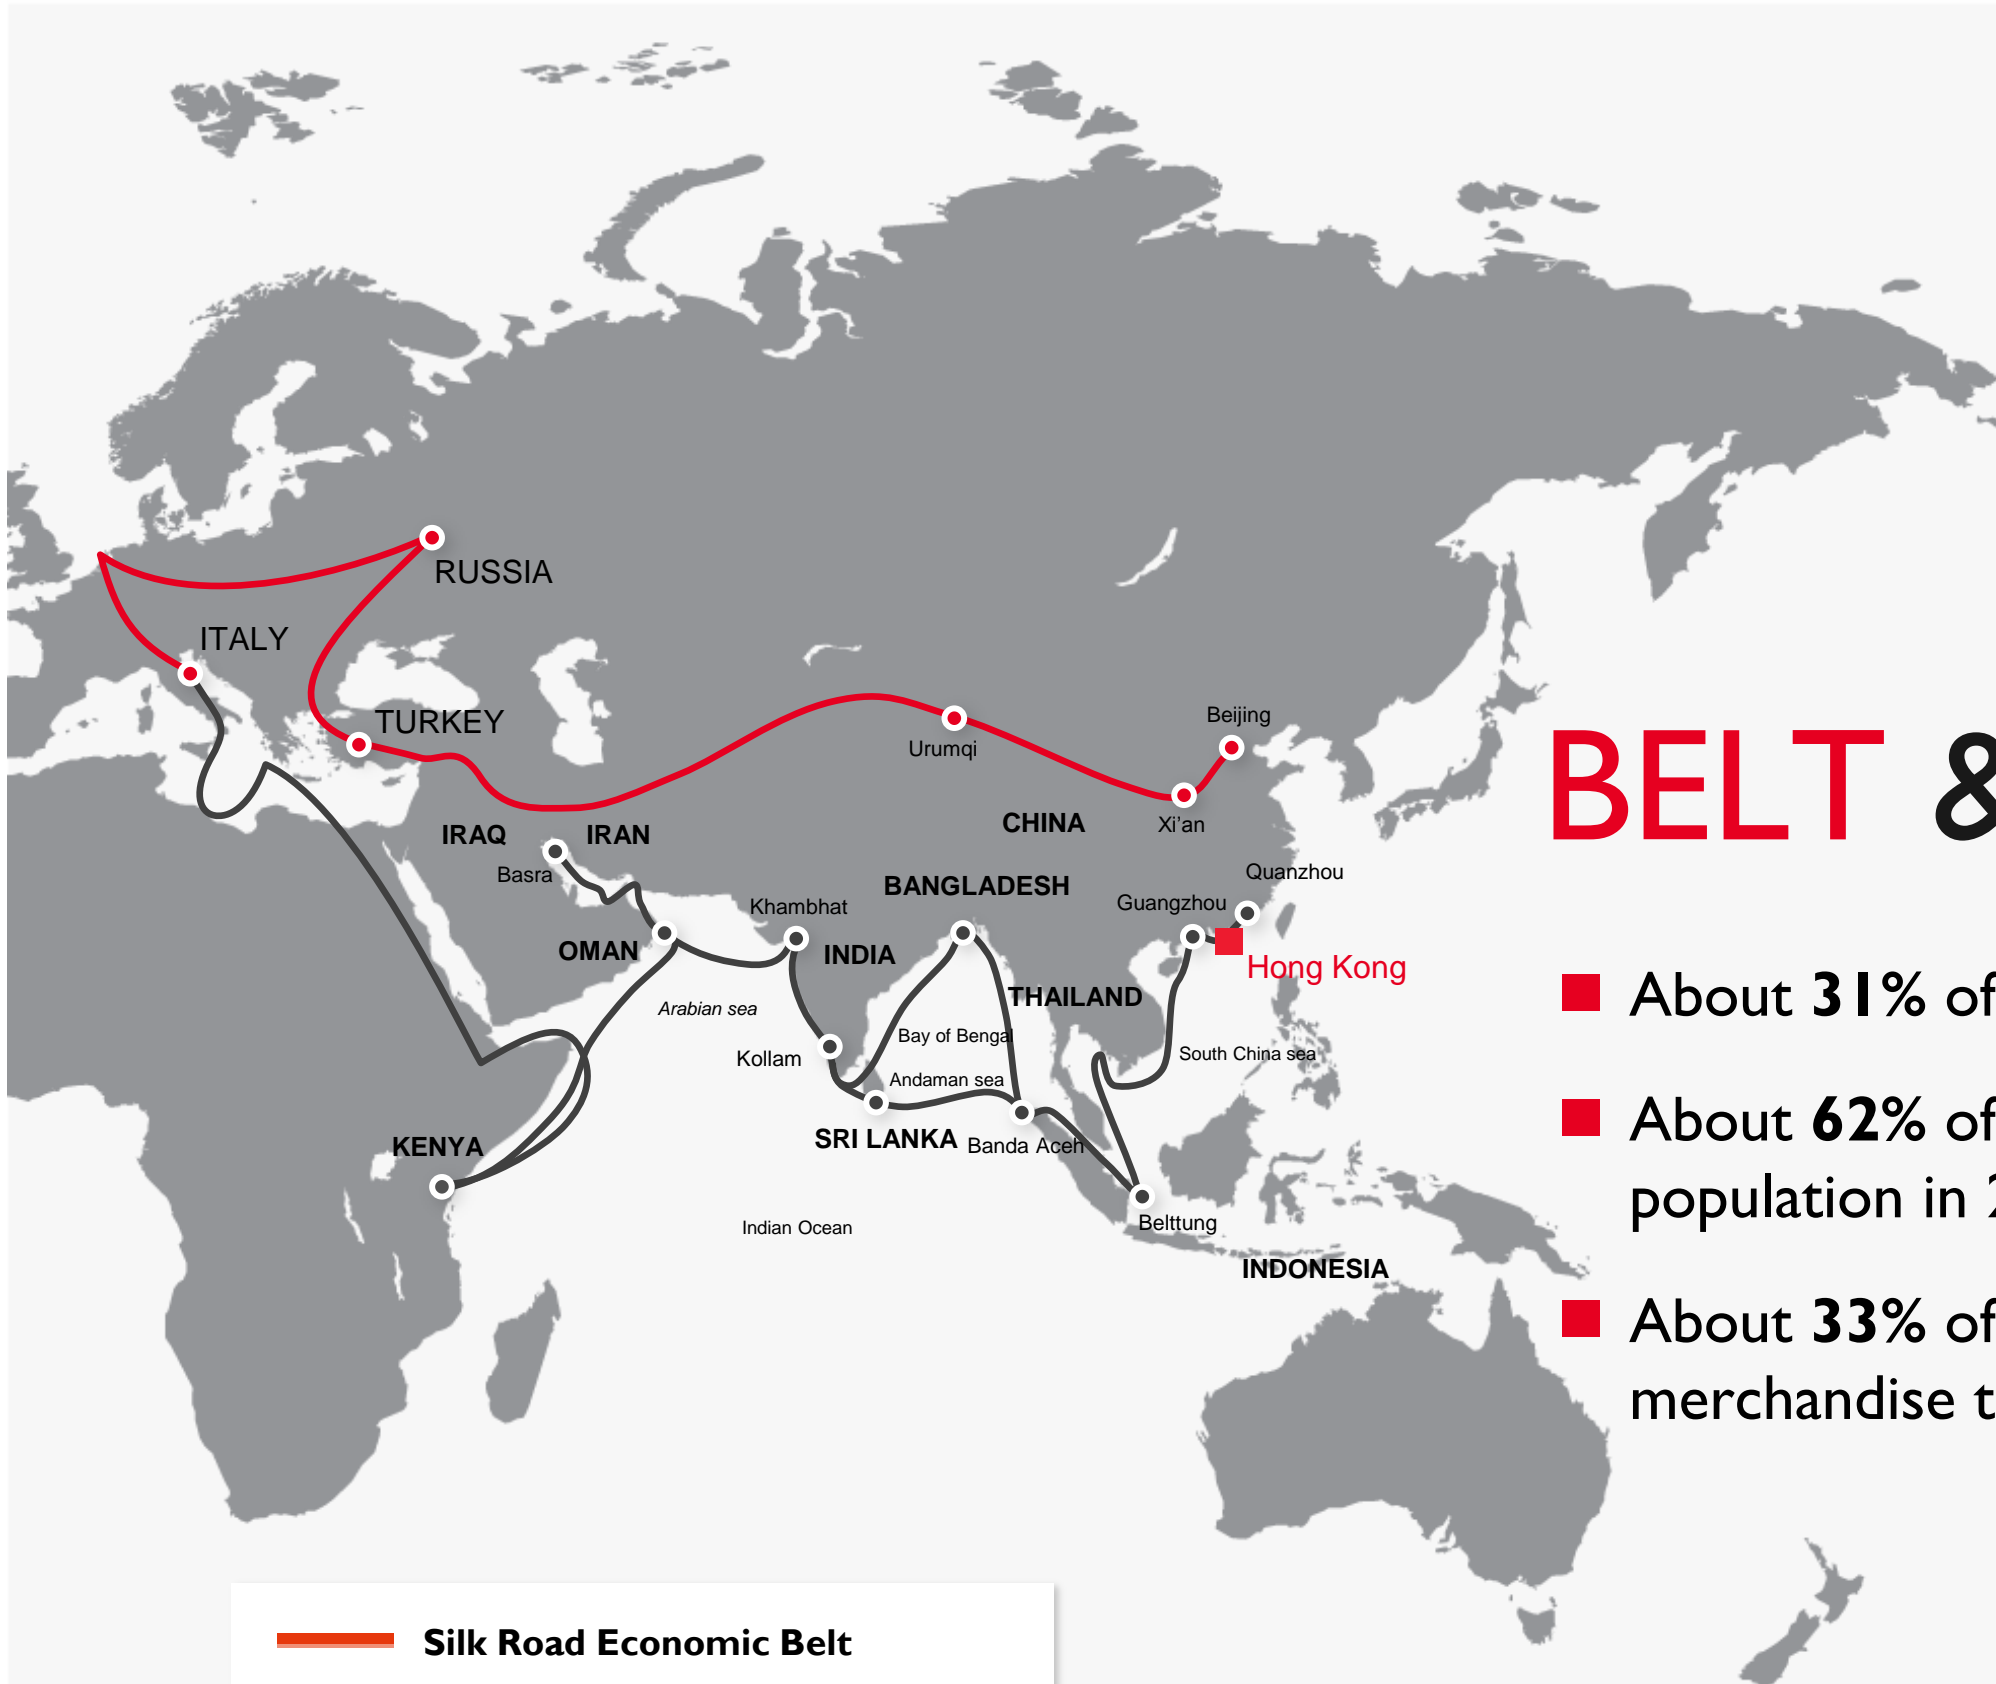 RUSSIA
ITALY
TURKEY
Beijing
Urumqi
BELT &
CHINA
Xi'an
IRAQ
IRAN
Basra
Quanzhou
BANGLADESH
Khambhat
Guangzhou
OMAN
INDIA
Hong Kong
THAILAND
About 31% of
Arabian sea
Bay of Bengal
Kollam
South China sea
Andaman sea
About 62% of
KENYA
SRI LANKA
Banda Aceh
population in
Indian Ocean
Belttung
INDONESIA
About 33% of
merchandise t
Silk Road Economic Belt